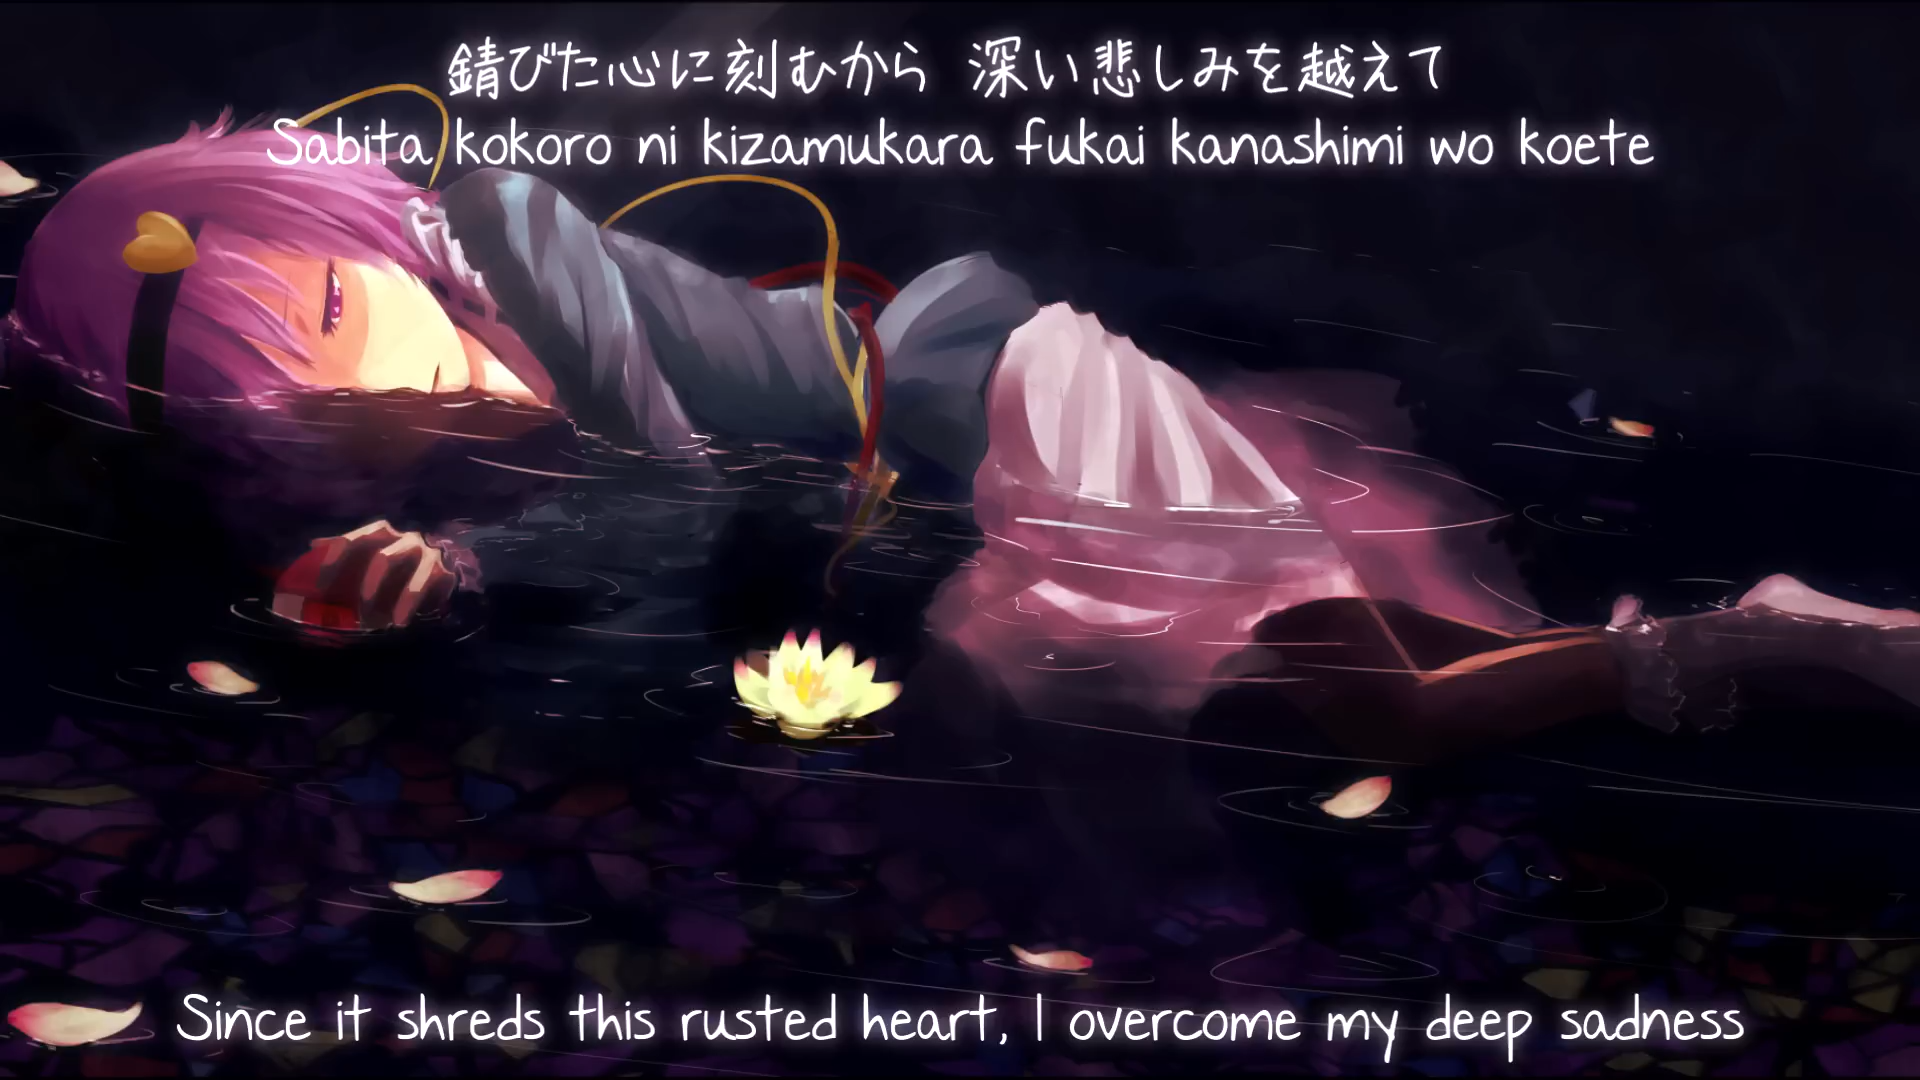 錆びた心に刻むから 深い悲しみを越えて
Sabita kokoro ni kizamukara fukai kanashimi wo koete
Since it shreds this rusted heart, I overcome my deep sadness